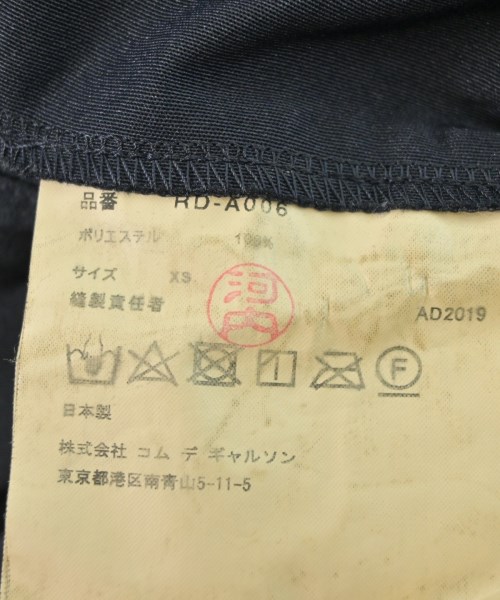 品番 RD-A006
ポリエステル 100%
サイズ XS
縫製責任者 河内 AD2019
F
日本製
株式会社 コム デ ギャルソン
東京都港区南青山5-11-5